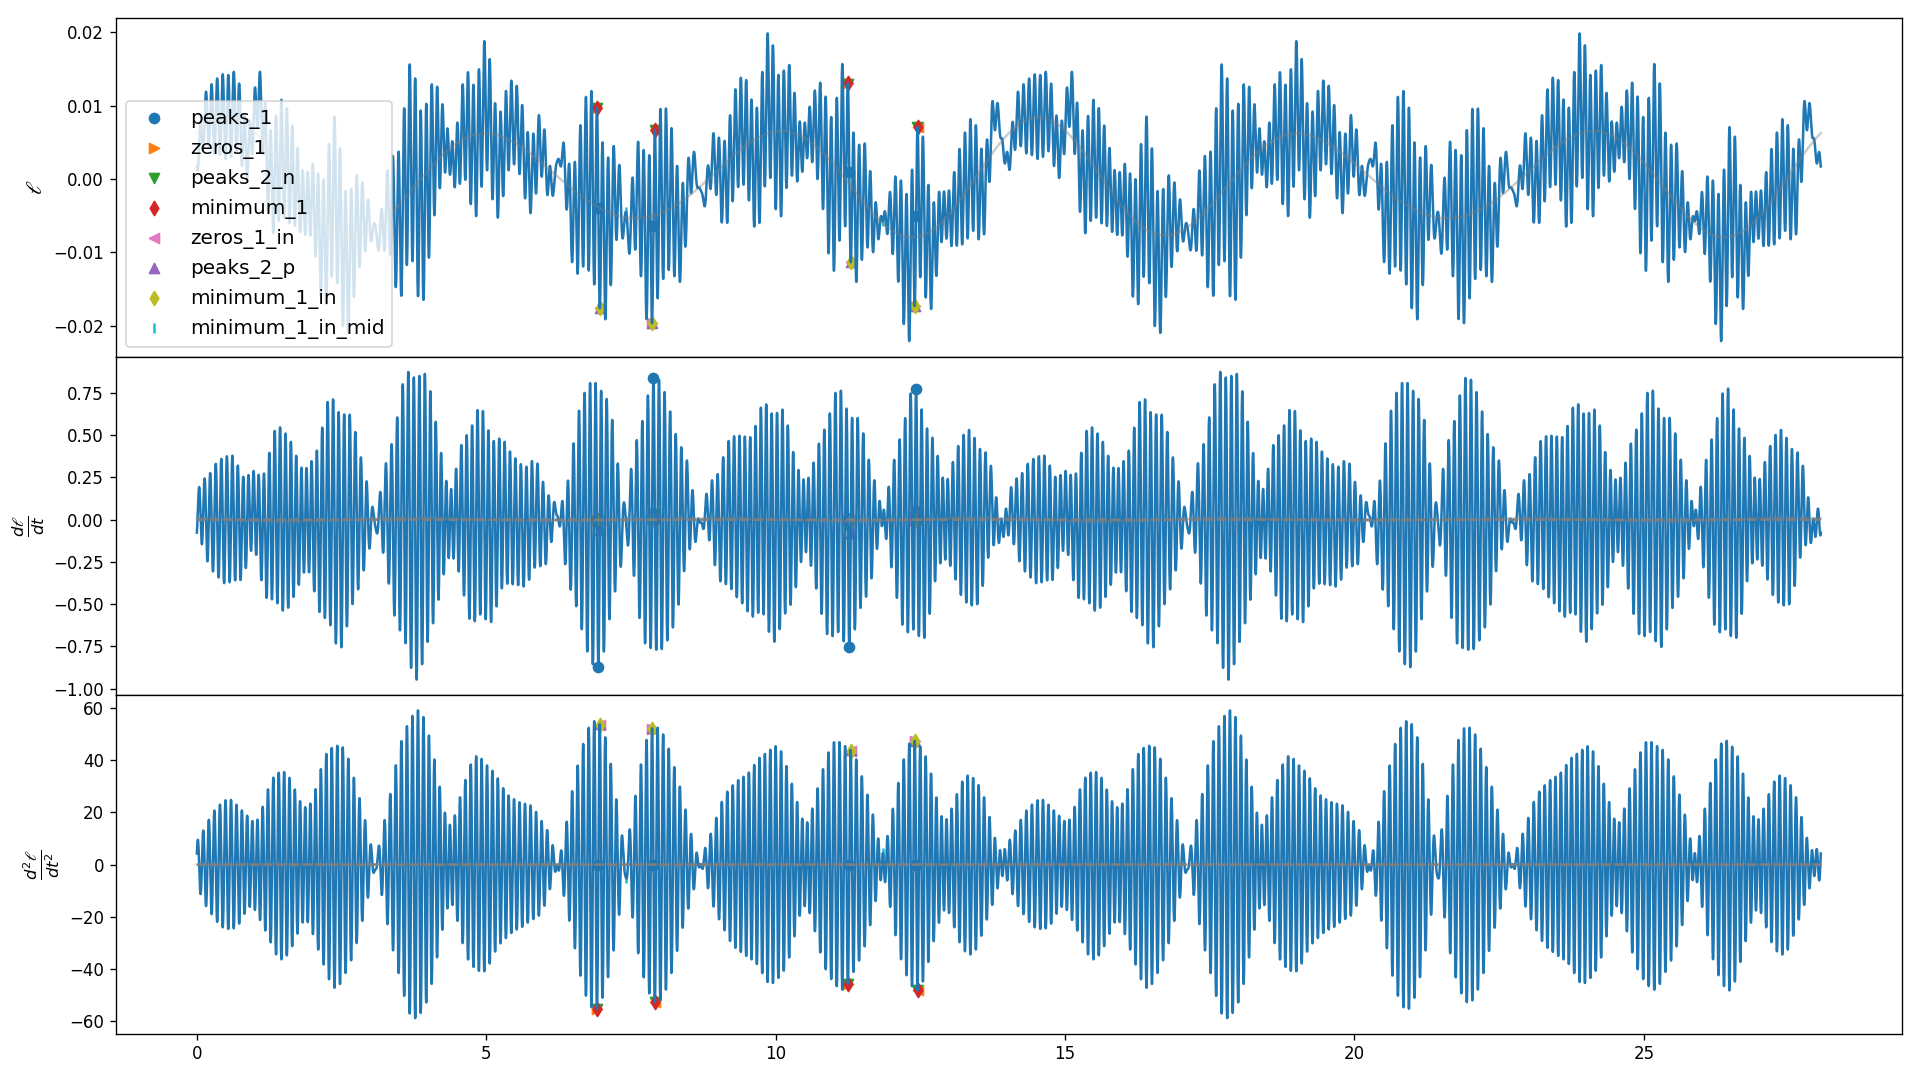 0.02
0.01
0.00
−0.01
−0.02
ℓ
peaks_1
zeros_1
peaks_2_n
minimum_1
zeros_1_in
peaks_2_p
minimum_1_in
minimum_1_in_mid
0.75
0.50
0.25
0.00
−0.25
−0.50
−0.75
−1.00
dℓ
dt
60
40
20
0
−20
−40
−60
d²ℓ
dt²
0 5 10 15 20 25